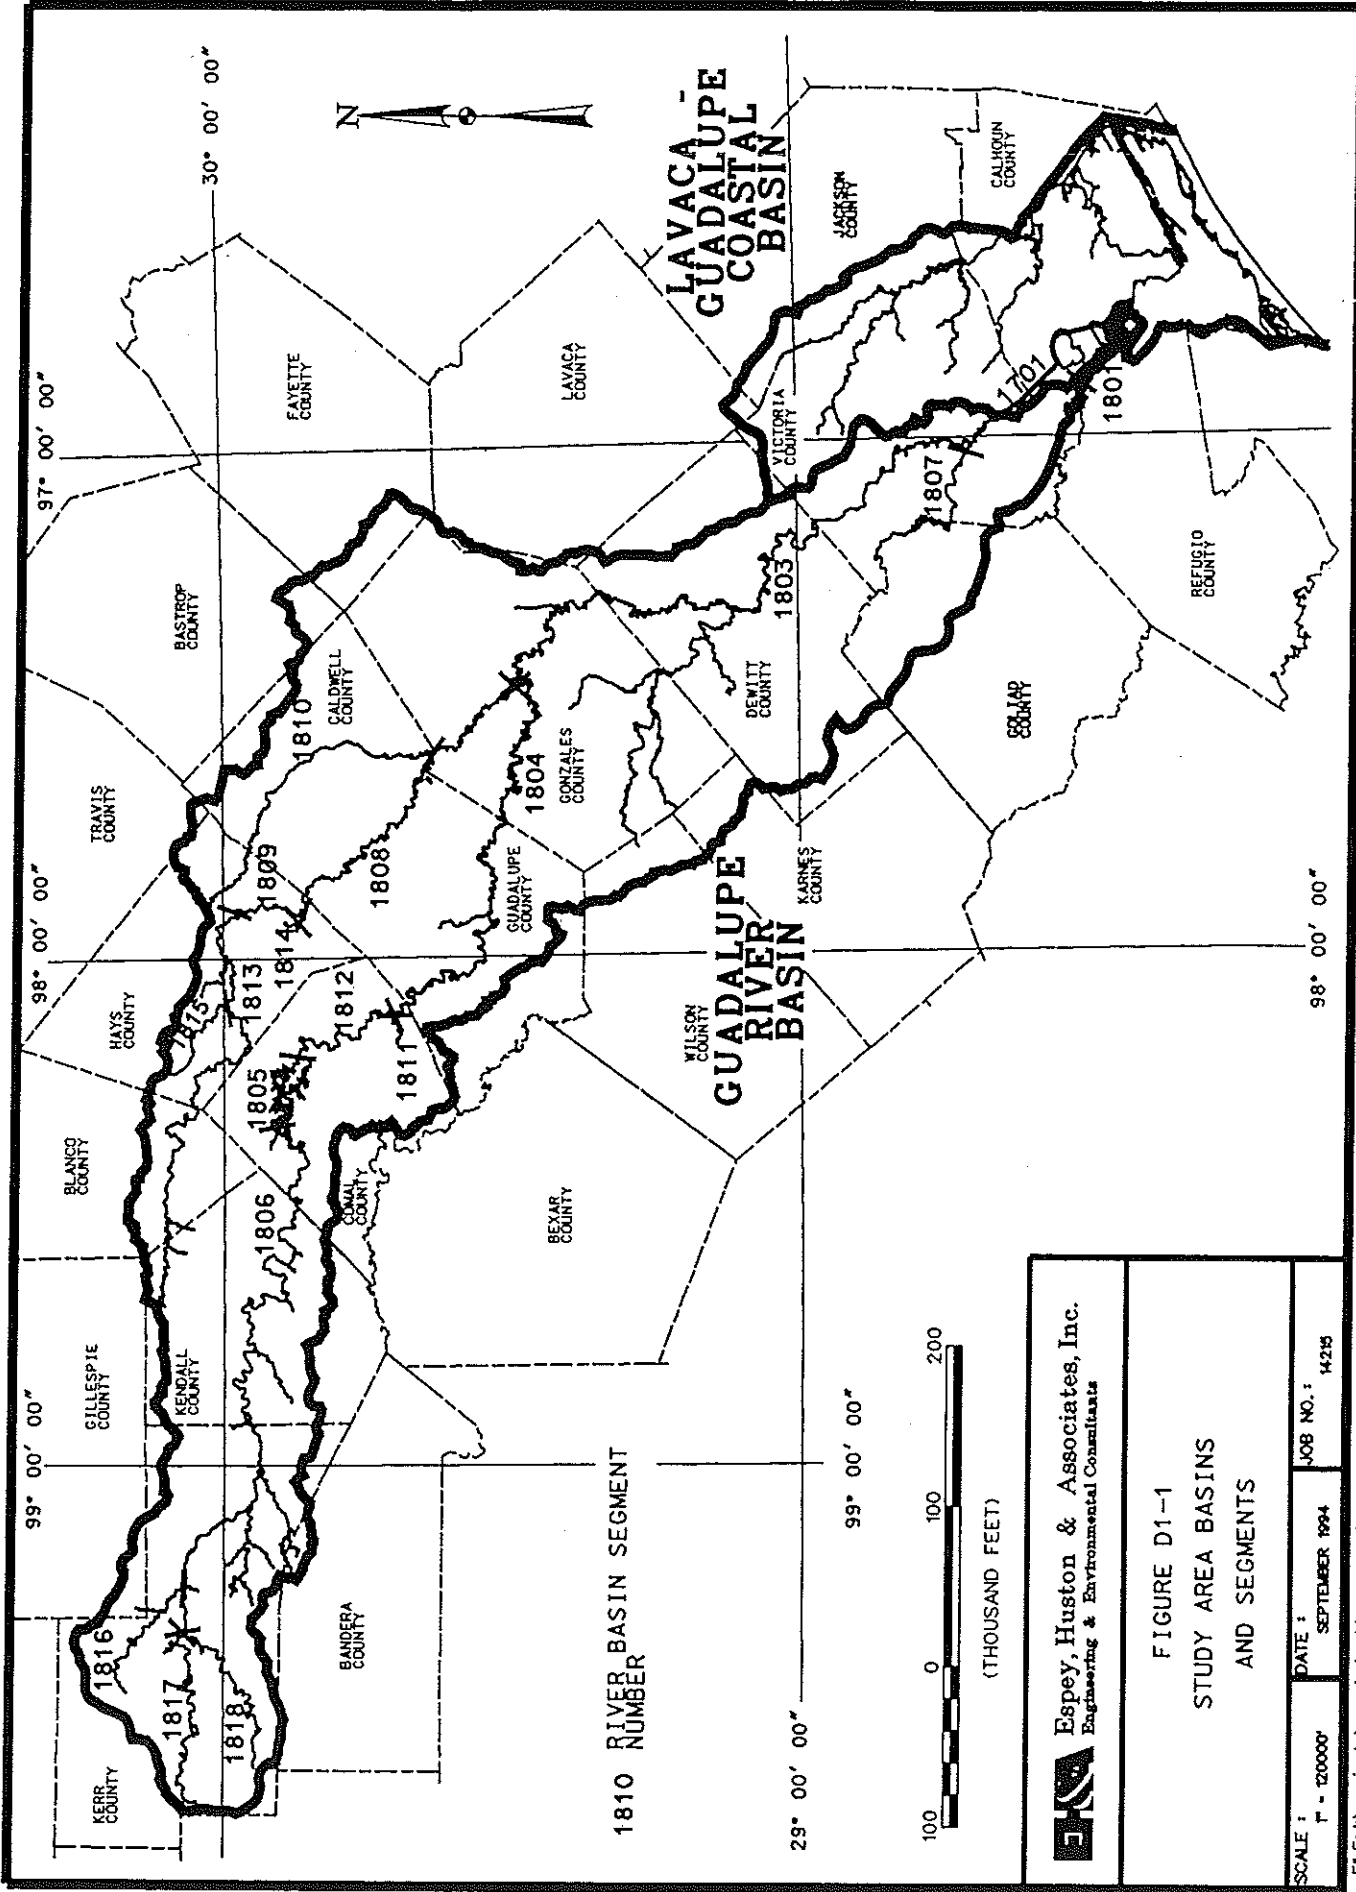 99° 00' 00"
98° 00' 00"
97° 00' 00"
30° 00' 00"
N
KERR
COUNTY
GILLESPIE
COUNTY
KENDALL
COUNTY
BLANCO
COUNTY
HAYS
COUNTY
TRAVIS
COUNTY
BASTROP
COUNTY
FAYETTE
COUNTY
CALDWELL
COUNTY
LAVACA
COUNTY
BANDERA
COUNTY
COMAL
COUNTY
BEXAR
COUNTY
GUADALUPE
COUNTY
GONZALES
COUNTY
WILSON
COUNTY
KARNES
COUNTY
DEWITT
COUNTY
VICTORIA
COUNTY
JACKSON
COUNTY
CALHOUN
COUNTY
GOLIAD
COUNTY
REFUGIO
COUNTY
1816
1817
1818
1806
1805
1815
1813
1814
1812
1811
1809
1808
1810
1804
1803
1807
1701
1801
LAVACA -
GUADALUPE
COASTAL
BASIN
GUADALUPE
RIVER
BASIN
1810 RIVER BASIN SEGMENT
NUMBER
29° 00' 00"
99° 00' 00"
98° 00' 00"
100 0 100 200
(THOUSAND FEET)
Espey, Huston & Associates, Inc.
Engineering & Environmental Consultants
FIGURE D1-1
STUDY AREA BASINS
AND SEGMENTS
SCALE :
1" - 120000'
DATE :
SEPTEMBER 1994
JOB NO. :
14215